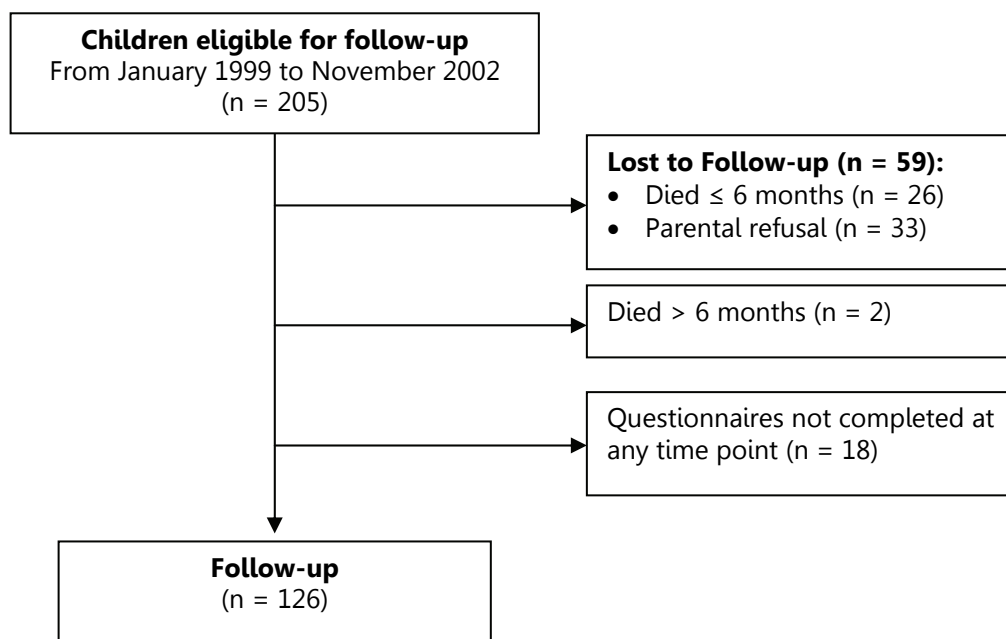 Children eligible for follow-up
From January 1999 to November 2002
(n = 205)
Lost to Follow-up (n = 59):
• Died ≤ 6 months (n = 26)
• Parental refusal (n = 33)
Died > 6 months (n = 2)
Questionnaires not completed at
any time point (n = 18)
Follow-up
(n = 126)